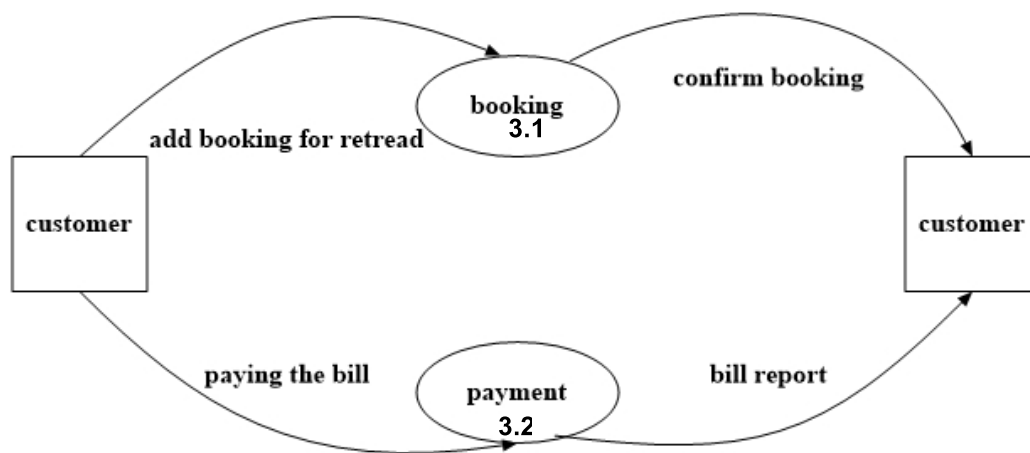 confirm booking
booking
3.1
add booking for retread
customer
customer
paying the bill
bill report
payment
3.2